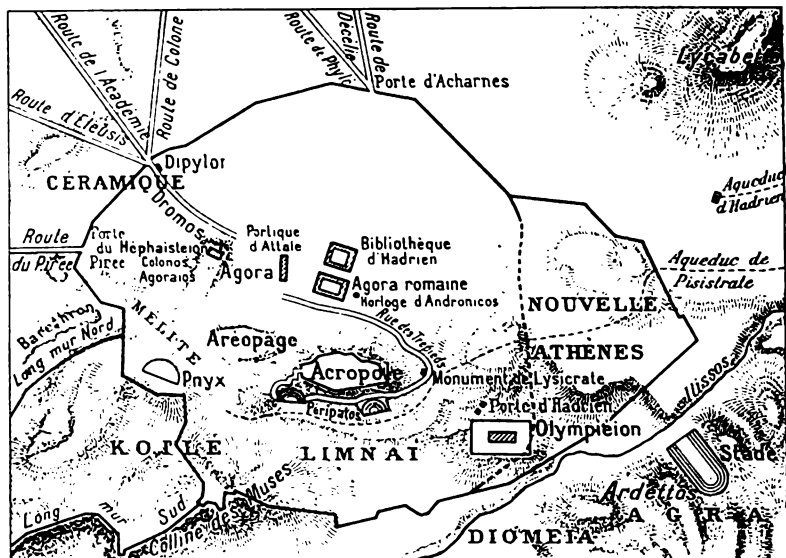 Route de l'Académie
Route de Colone
Route de Phylé
Route de
Décélie
Route d'Eleusis
Porte d'Acharnes
Lycabette
Dipylon
CÉRAMIQUE
Dromos
Aqueduc
d'Hadrien
Route
du Pirée
Porte
du
Pirée
Héphaisteion
Colonos
Agoraios
Portique
d'Attale
Agora
Bibliothèque
d'Hadrien
Agora romaine
Horloge d'Andronicos
Aqueduc de
Pisistrate
NOUVELLE
ATHÈNES
Barathron
Long mur Nord
MÉLITE
Aréopage
Rue des Trépieds
Pnyx
Acropole
Monument de Lysicrate
Péripatos
Porte d'Hadrien
Olympieion
Ilissos
KOILÈ
LIMNAI
Stade
Ardettos
AGRA
Long mur Sud
Colline des Muses
DIOMEIA